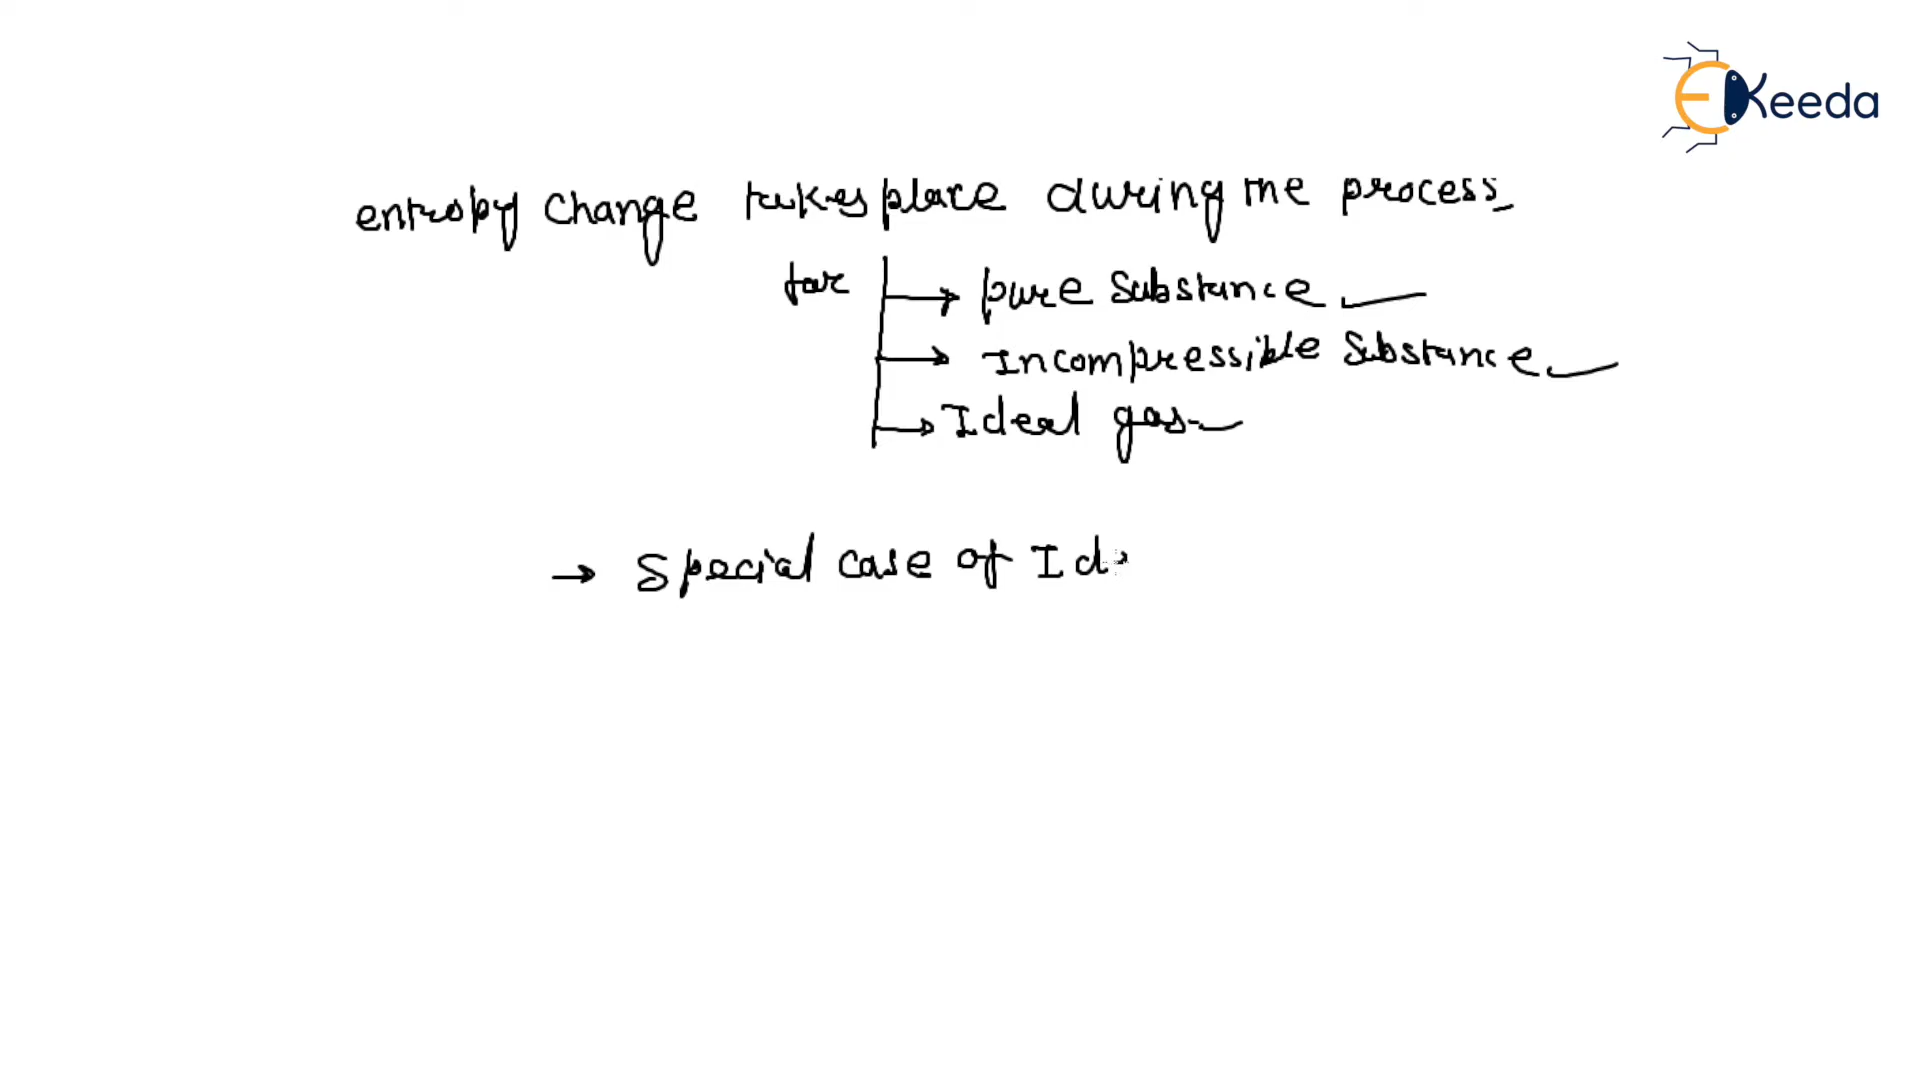 EKeeda
entropy change takes place during the process
for
→ pure substance
→ Incompressible substance
→ Ideal gas
→ Special case of Id